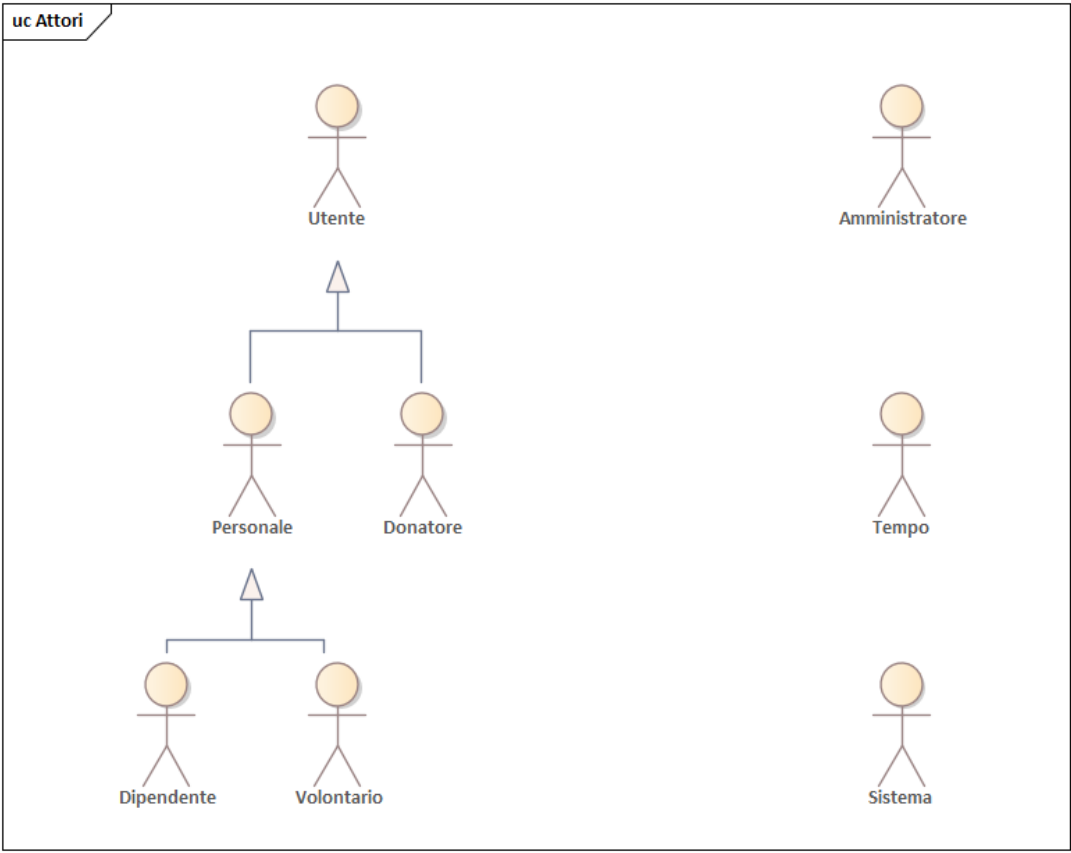 uc Attori
Utente
Amministratore
Personale
Donatore
Tempo
Dipendente
Volontario
Sistema